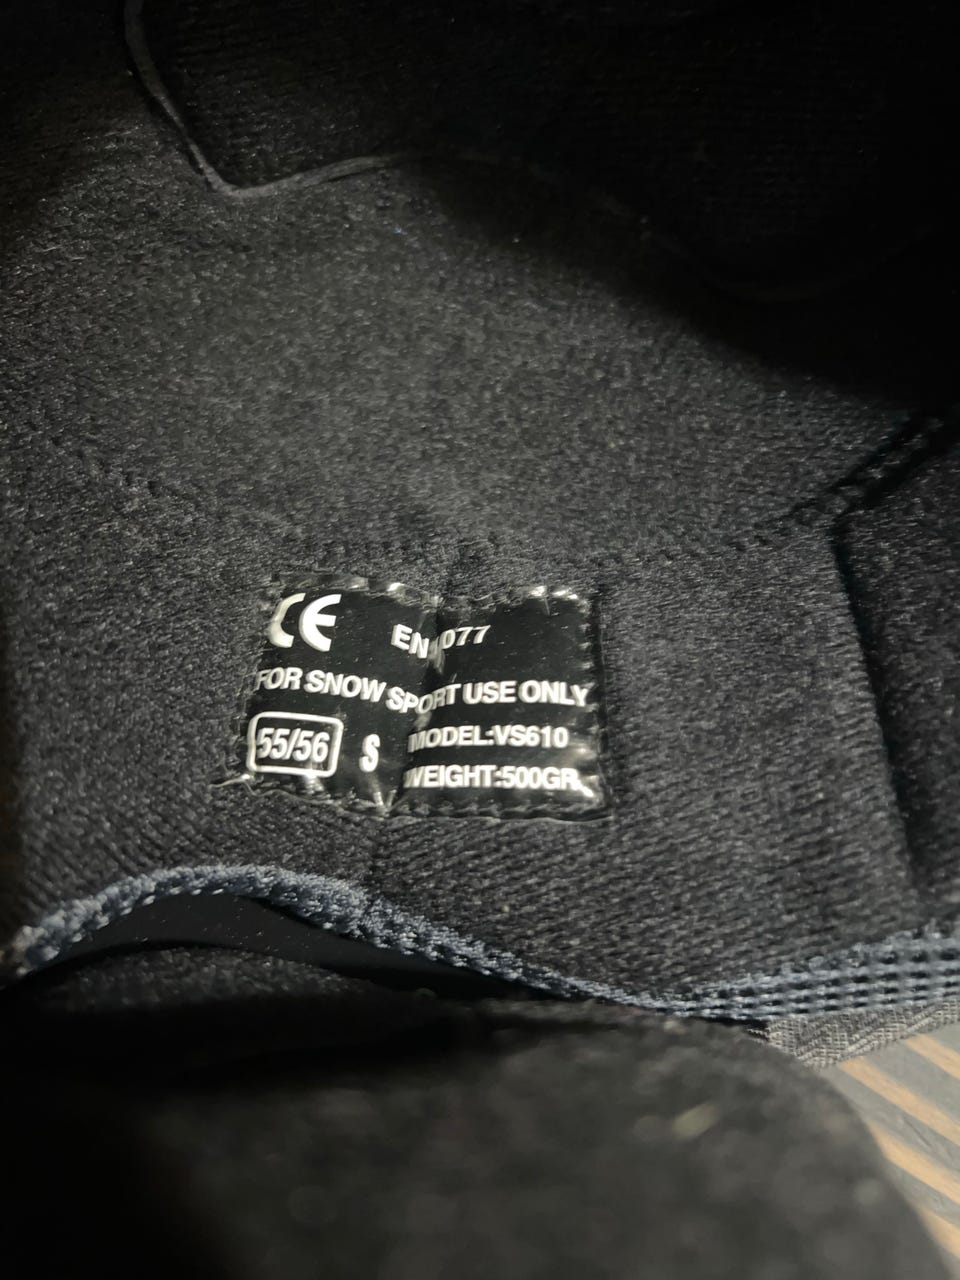 CE EN1077
FOR SNOW SPORT USE ONLY
55/56 S MODEL:VS610
WEIGHT:500GR.